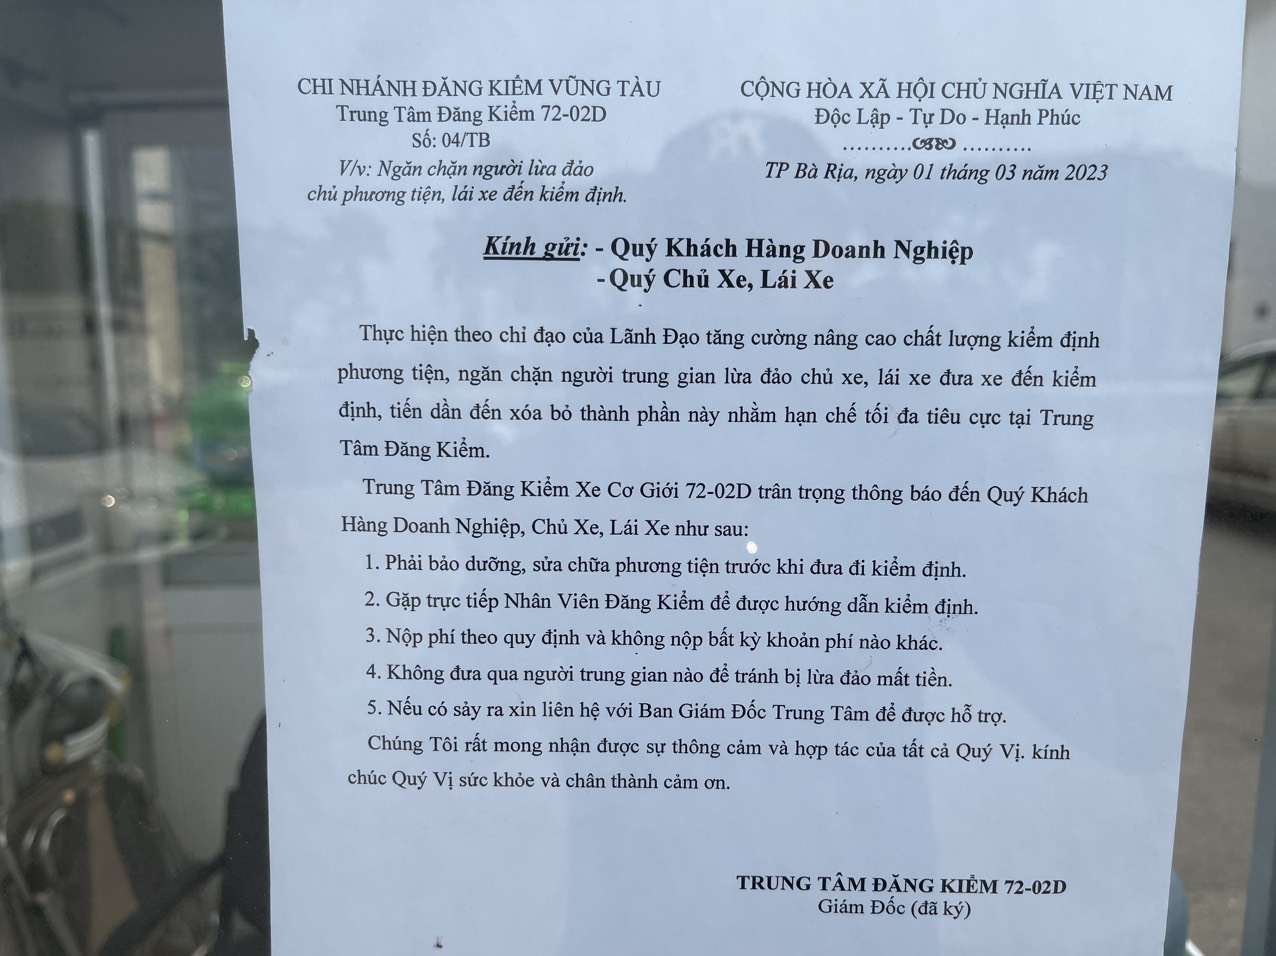 CHI NHÁNH ĐĂNG KIỂM VŨNG TÀU
Trung Tâm Đăng Kiểm 72-02D
Số: 04/TB
V/v: Ngăn chặn người lừa đảo
chủ phương tiện, lái xe đến kiểm định.
CỘNG HÒA XÃ HỘI CHỦ NGHĨA VIỆT NAM
Độc Lập - Tự Do - Hạnh Phúc
TP Bà Rịa, ngày 01 tháng 03 năm 2023
Kính gửi: - Quý Khách Hàng Doanh Nghiệp
- Quý Chủ Xe, Lái Xe
Thực hiện theo chỉ đạo của Lãnh Đạo tăng cường nâng cao chất lượng kiểm định
phương tiện, ngăn chặn người trung gian lừa đảo chủ xe, lái xe đưa xe đến kiểm
định, tiến dần đến xóa bỏ thành phần này nhằm hạn chế tối đa tiêu cực tại Trung
Tâm Đăng Kiểm.
Trung Tâm Đăng Kiểm Xe Cơ Giới 72-02D trân trọng thông báo đến Quý Khách
Hàng Doanh Nghiệp, Chủ Xe, Lái Xe như sau:
1. Phải bảo dưỡng, sửa chữa phương tiện trước khi đưa đi kiểm định.
2. Gặp trực tiếp Nhân Viên Đăng Kiểm để được hướng dẫn kiểm định.
3. Nộp phí theo quy định và không nộp bất kỳ khoản phí nào khác.
4. Không đưa qua người trung gian nào để tránh bị lừa đảo mất tiền.
5. Nếu có sảy ra xin liên hệ với Ban Giám Đốc Trung Tâm để được hỗ trợ.
Chúng Tôi rất mong nhận được sự thông cảm và hợp tác của tất cả Quý Vị. kính
chúc Quý Vị sức khỏe và chân thành cảm ơn.
TRUNG TÂM ĐĂNG KIỂM 72-02D
Giám Đốc (đã ký)